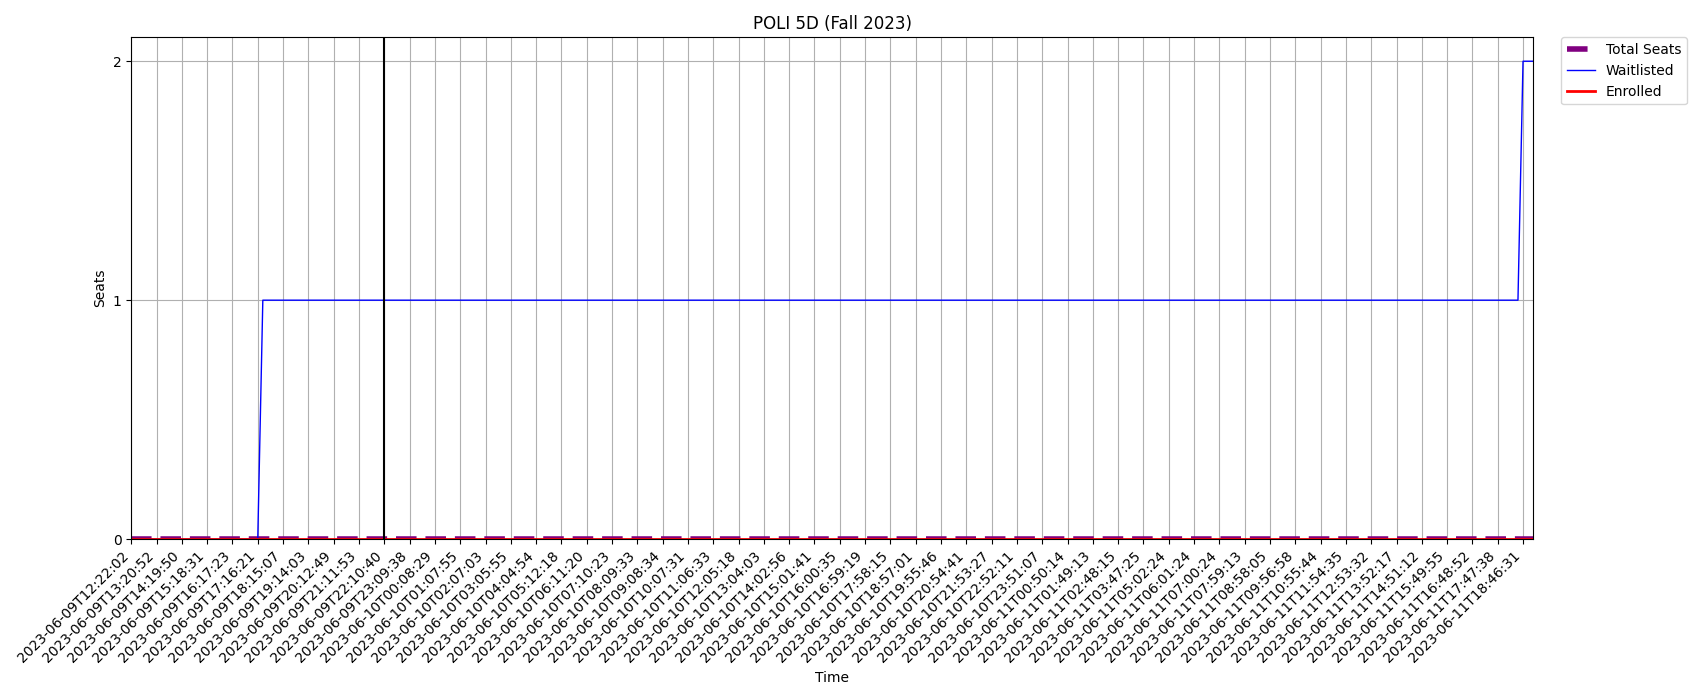 POLI 5D (Fall 2023)
Total Seats
Waitlisted
Enrolled
Seats
2
1
0
2023-06-09T12:22:02
2023-06-09T13:20:52
2023-06-09T14:19:50
2023-06-09T15:18:31
2023-06-09T16:17:23
2023-06-09T17:16:21
2023-06-09T18:15:07
2023-06-09T19:14:03
2023-06-09T20:12:49
2023-06-09T21:11:53
2023-06-09T22:10:40
2023-06-09T23:09:38
2023-06-10T00:08:29
2023-06-10T01:07:55
2023-06-10T02:07:03
2023-06-10T03:05:55
2023-06-10T04:04:54
2023-06-10T05:12:18
2023-06-10T06:11:20
2023-06-10T07:10:23
2023-06-10T08:09:33
2023-06-10T09:08:34
2023-06-10T10:07:31
2023-06-10T11:06:33
2023-06-10T12:05:18
2023-06-10T13:04:03
2023-06-10T14:02:56
2023-06-10T15:01:41
2023-06-10T16:00:35
2023-06-10T16:59:19
2023-06-10T17:58:15
2023-06-10T18:57:01
2023-06-10T19:55:46
2023-06-10T20:54:41
2023-06-10T21:53:27
2023-06-10T22:52:11
2023-06-10T23:51:07
2023-06-11T00:50:14
2023-06-11T01:49:13
2023-06-11T02:48:15
2023-06-11T03:47:25
2023-06-11T05:02:24
2023-06-11T06:01:24
2023-06-11T07:00:24
2023-06-11T07:59:13
2023-06-11T08:58:05
2023-06-11T09:56:58
2023-06-11T10:55:44
2023-06-11T11:54:35
2023-06-11T12:53:32
2023-06-11T13:52:17
2023-06-11T14:51:12
2023-06-11T15:49:55
2023-06-11T16:48:52
2023-06-11T17:47:38
2023-06-11T18:46:31
Time